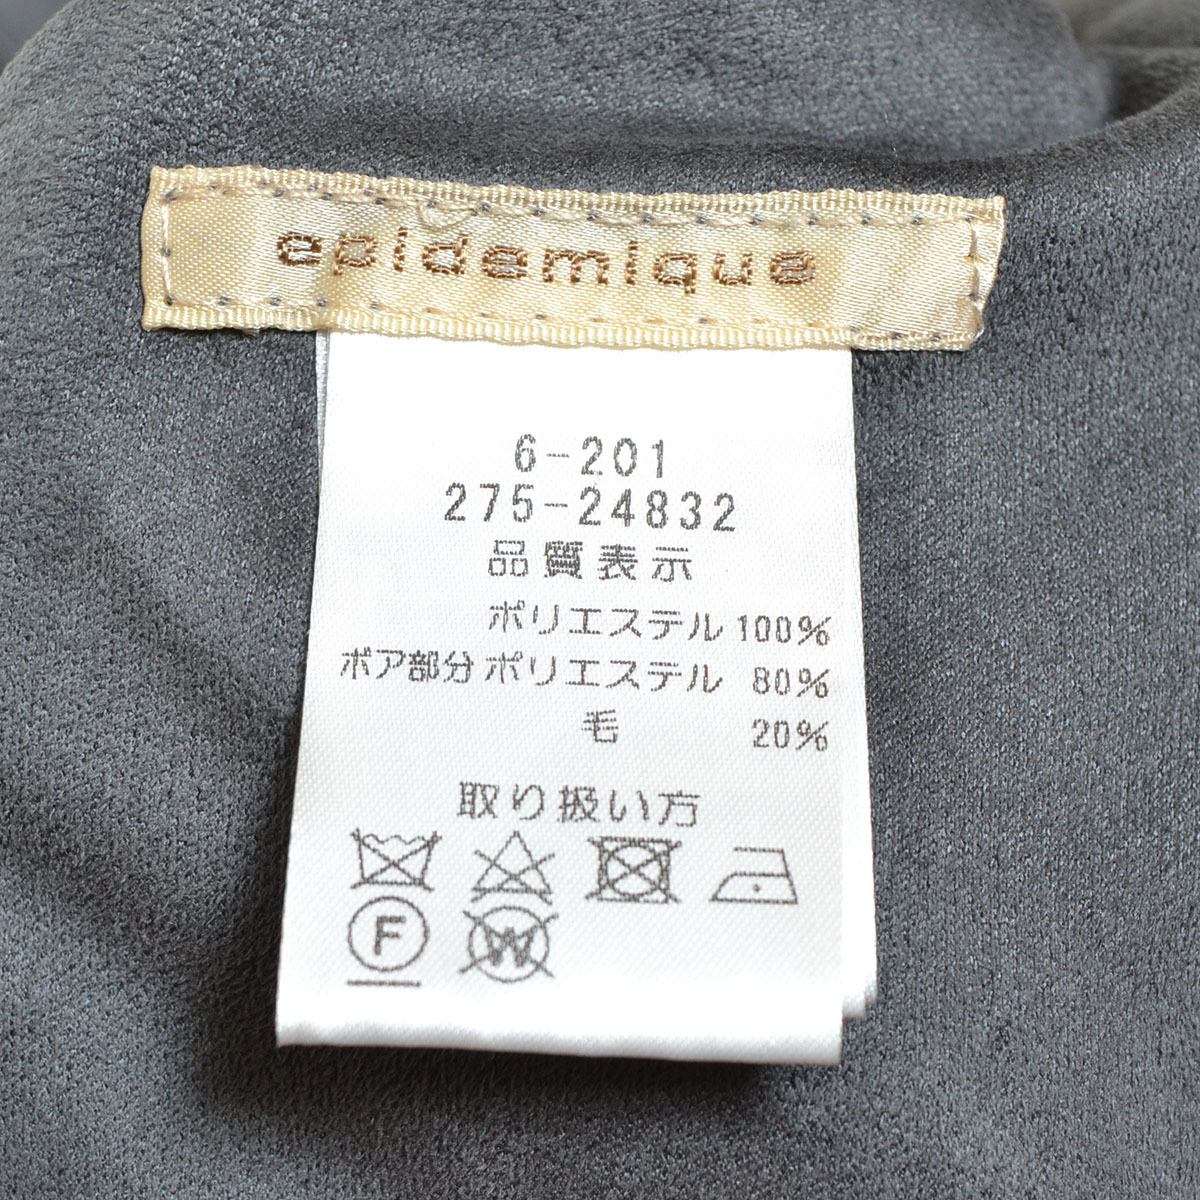 epidemique
6-201
275-24832
品質表示
ポリエステル 100%
ボア部分 ポリエステル 80%
毛 20%
取り扱い方
F W